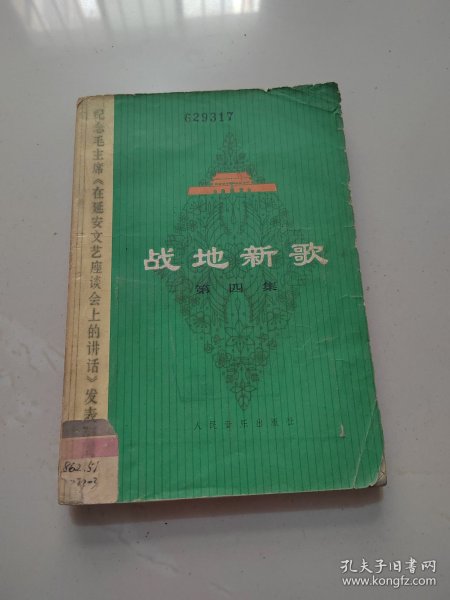 629317
战地新歌
第四集
人民音乐出版社
纪念毛主席《在延安文艺座谈会上的讲话》发表
862.51
孔夫子旧书网
www.kongfz.com